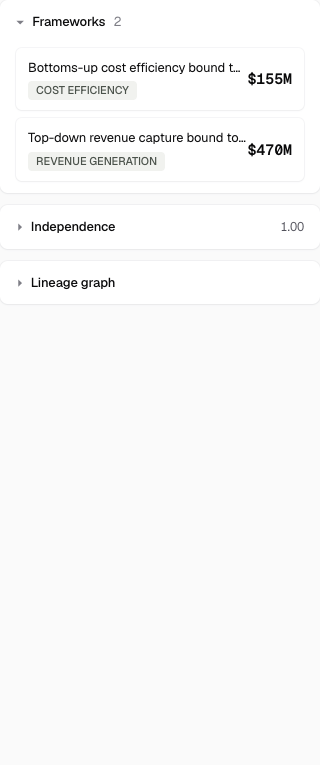 Frameworks 2
Bottoms-up cost efficiency bound t… $155M
COST EFFICIENCY
Top-down revenue capture bound to… $470M
REVENUE GENERATION
Independence 1.00
Lineage graph